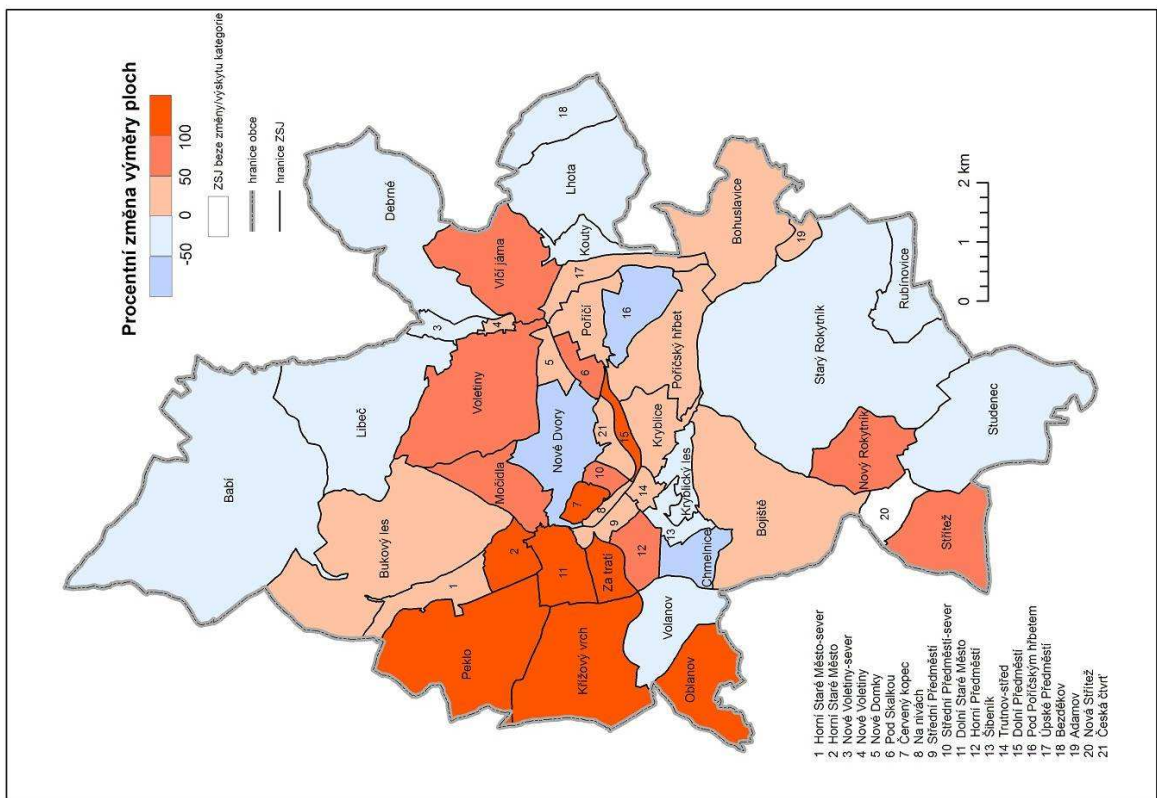 Procentní změna výměry ploch
-50
0
50
100
ZSJ beze změny/výskytu kategorie
hranice obce
hranice ZSJ
Babí
Debrné
Libeč
3
4
Vlčí jáma
18
Lhota
Kouty
17
Bukový les
Voletiny
5
Poříčí
16
6
Močidla
Nové Dvory
21
15
Poříčský hřbet
Bohuslavice
19
1
2
7
10
8
9
14
Kryblice
Kryblický les
Peklo
11
Za tratí
12
13
Chmelnice
Bojiště
Starý Rokytník
Rubínovice
Křížový vrch
Volanov
Oblanov
Nový Rokytník
20
Střítež
Studenec
0 1 2 km
1 Horní Staré Město-sever
2 Horní Staré Město
3 Nové Voletiny-sever
4 Nové Voletiny
5 Nové Domky
6 Pod Skalkou
7 Červený kopec
8 Na nivách
9 Střední Předměstí
10 Střední Předměstí-sever
11 Dolní Staré Město
12 Horní Předměstí
13 Šibeník
14 Trutnov-střed
15 Dolní Předměstí
16 Pod Poříčským hřbetem
17 Úpské Předměstí
18 Bezděkov
19 Adamov
20 Nová Střítež
21 Česká čtvrť